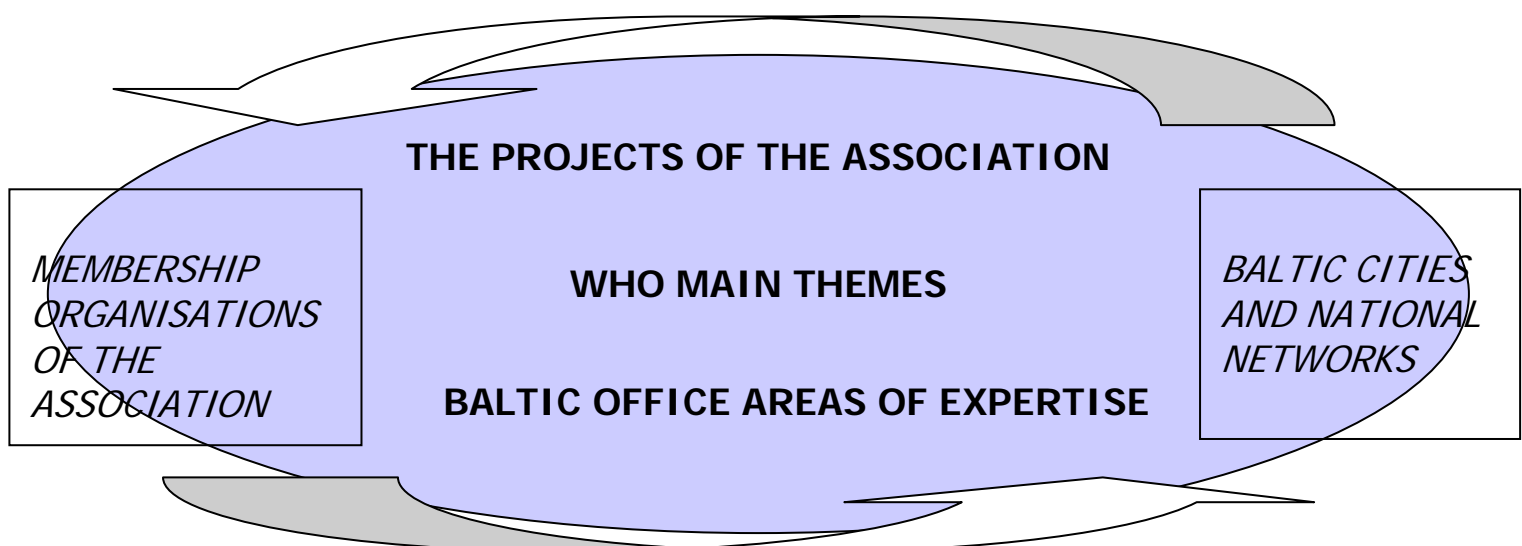 THE PROJECTS OF THE ASSOCIATION
MEMBERSHIP
ORGANISATIONS
OF THE
ASSOCIATION
WHO MAIN THEMES
BALTIC OFFICE AREAS OF EXPERTISE
BALTIC CITIES
AND NATIONAL
NETWORKS